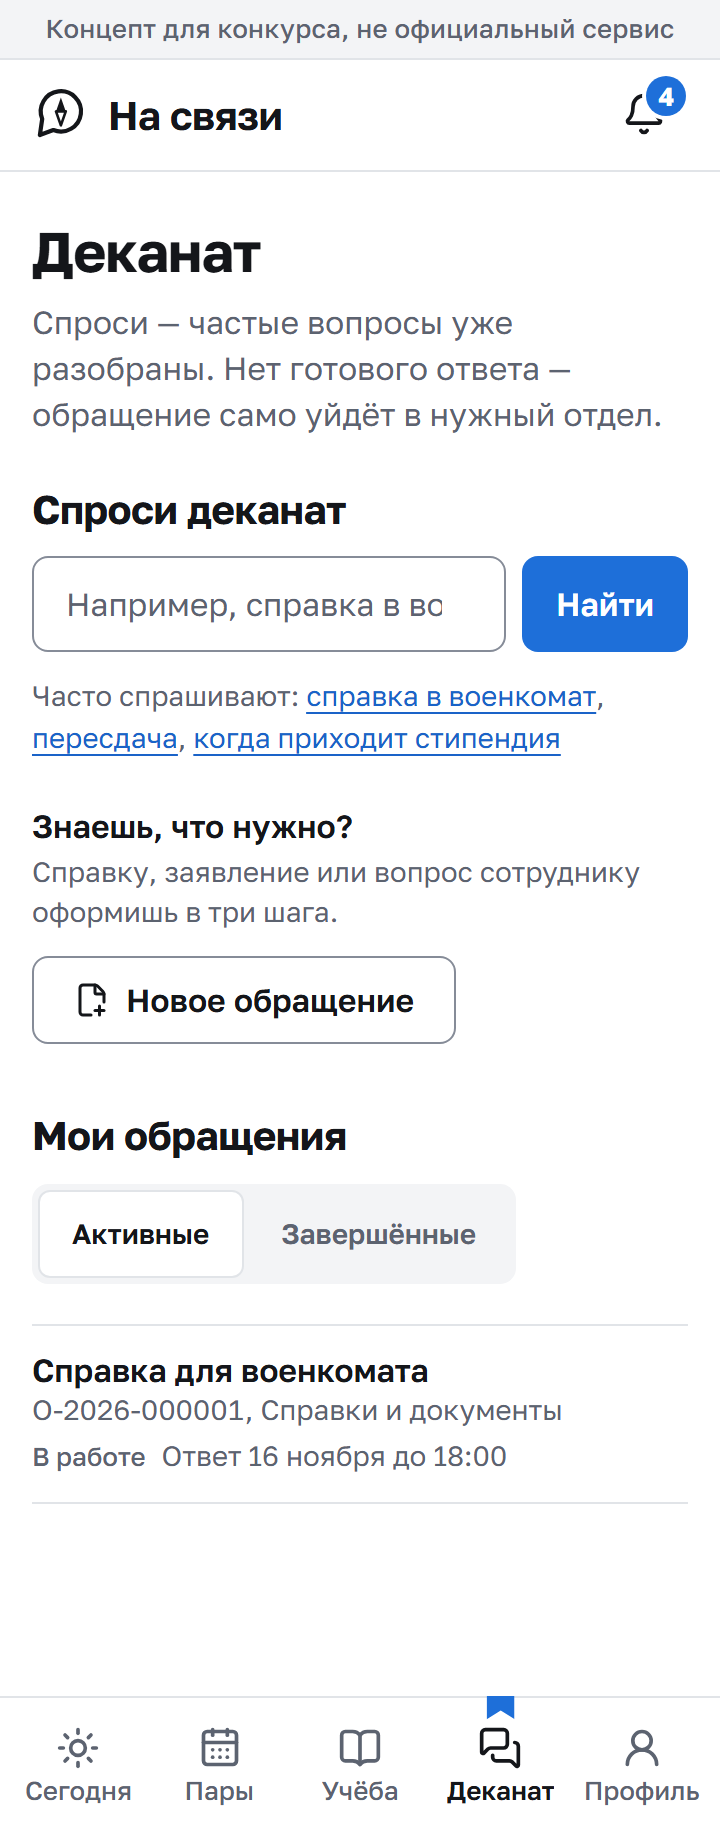 Концепт для конкурса, не официальный сервис
На связи
4
Деканат
Спроси — частые вопросы уже
разобраны. Нет готового ответа —
обращение само уйдёт в нужный отдел.
Спроси деканат
Например, справка в во
Найти
Часто спрашивают: справка в военкомат,
пересдача, когда приходит стипендия
Знаешь, что нужно?
Справку, заявление или вопрос сотруднику
оформишь в три шага.
Новое обращение
Мои обращения
Активные
Завершённые
Справка для военкомата
О-2026-000001, Справки и документы
В работе Ответ 16 ноября до 18:00
Сегодня
Пары
Учёба
Деканат
Профиль